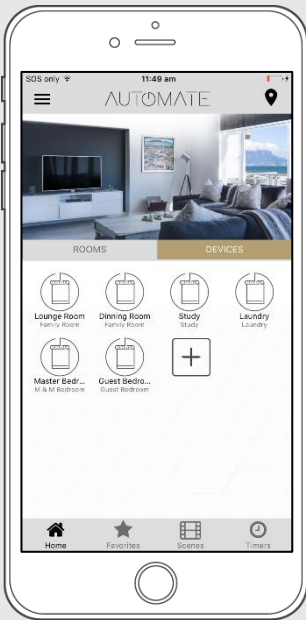 SOS only 11:49 am
AUTOMATE
ROOMS DEVICES
Lounge Room Dinning Room Study Laundry
Family Room Family Room Study Laundry
Master Bedr... Guest Bedro...
M & M Bedroom Guest Bedroom
Home Favorites Scenes Timers